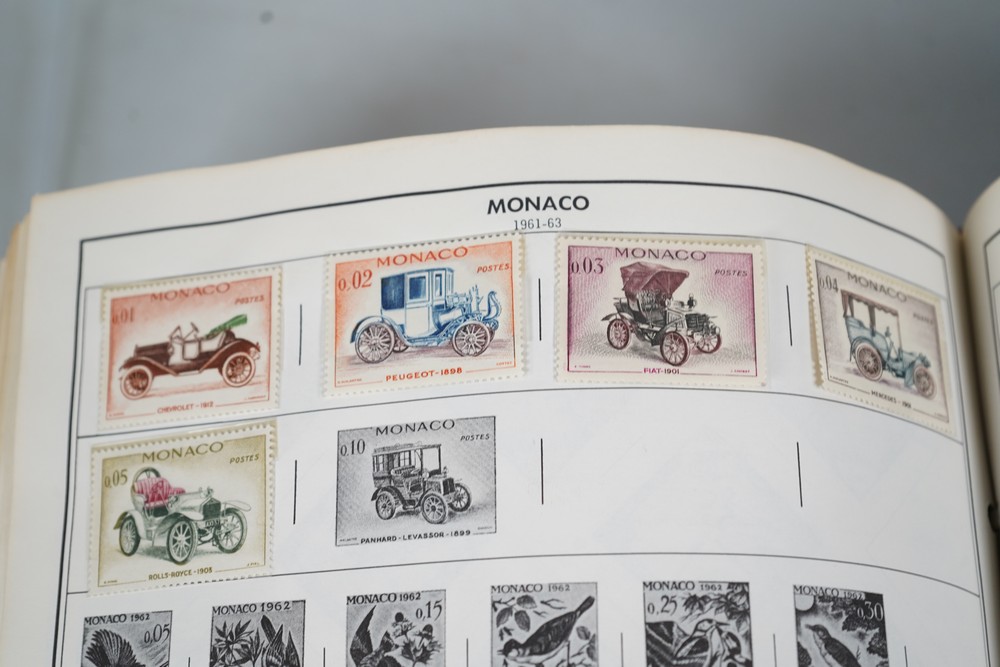 MONACO
1961-63
MONACO
POSTES
0.01
CHEVROLET - 1912
MONACO
0.02
POSTES
PEUGEOT - 1898
MONACO
0.03
POSTES
FIAT-1901
MONACO
0.04
MERCEDES
MONACO
0.05
POSTES
ROLLS-ROYCE-1905
MONACO
0.10
POSTES
PANHARD-LEVASSOR-1899
MONACO 1962
0.05
MONACO 1962
MONACO 1962
0,15
MONACO 1962
MONACO 1962
0.25
MONACO 1962
0,30